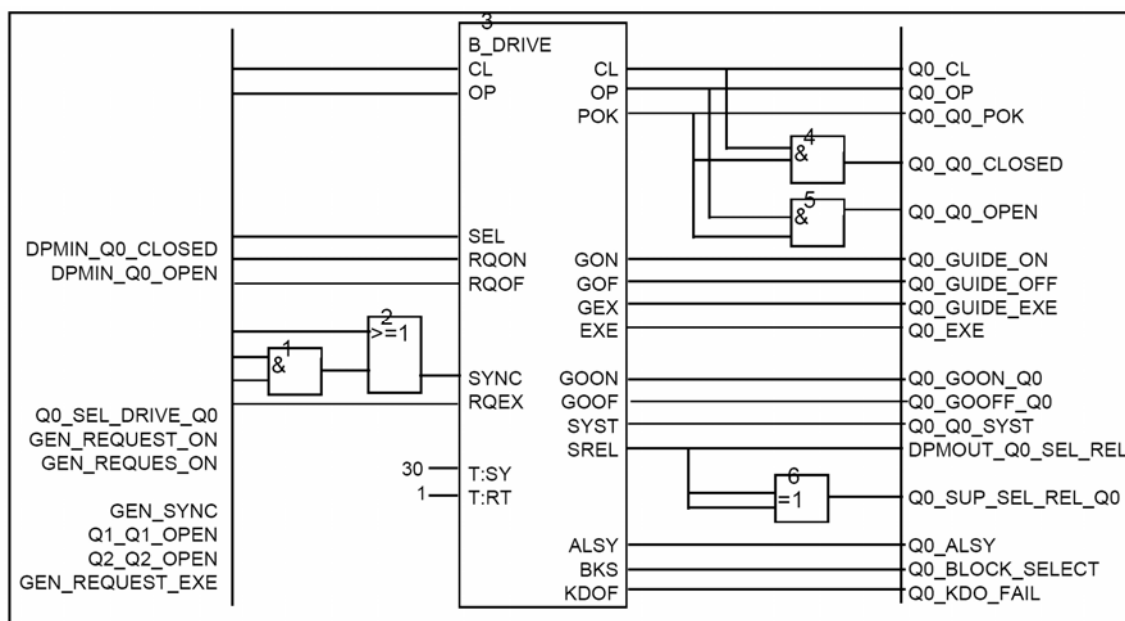 3
B_DRIVE
CL
OP
SEL
RQON
RQOF
SYNC
RQEX
30 T:SY
1 T:RT
CL
OP
POK
GON
GOF
GEX
EXE
GOON
GOOF
SYST
SREL
ALSY
BKS
KDOF
DPMIN_Q0_CLOSED
DPMIN_Q0_OPEN
2
>=1
1
&
Q0_SEL_DRIVE_Q0
GEN_REQUEST_ON
GEN_REQUES_ON
GEN_SYNC
Q1_Q1_OPEN
Q2_Q2_OPEN
GEN_REQUEST_EXE
4
&
5
&
6
=1
Q0_CL
Q0_OP
Q0_Q0_POK
Q0_Q0_CLOSED
Q0_Q0_OPEN
Q0_GUIDE_ON
Q0_GUIDE_OFF
Q0_GUIDE_EXE
Q0_EXE
Q0_GOON_Q0
Q0_GOOFF_Q0
Q0_Q0_SYST
DPMOUT_Q0_SEL_REL
Q0_SUP_SEL_REL_Q0
Q0_ALSY
Q0_BLOCK_SELECT
Q0_KDO_FAIL